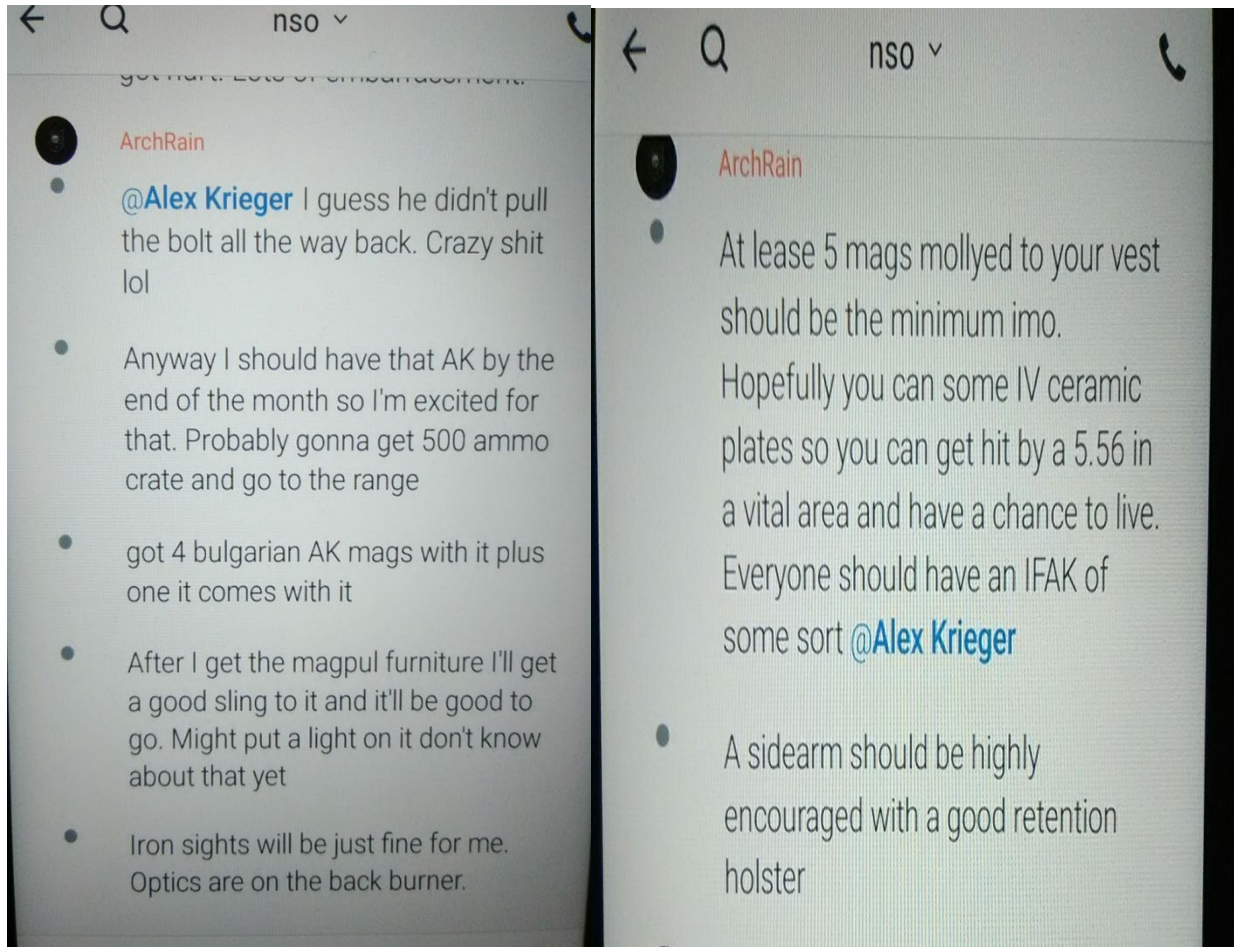 nso
ArchRain
@Alex Krieger I guess he didn't pull
the bolt all the way back. Crazy shit
lol
Anyway I should have that AK by the
end of the month so I'm excited for
that. Probably gonna get 500 ammo
crate and go to the range
got 4 bulgarian AK mags with it plus
one it comes with it
After I get the magpul furniture I'll get
a good sling to it and it'll be good to
go. Might put a light on it don't know
about that yet
Iron sights will be just fine for me.
Optics are on the back burner.
nso
ArchRain
At lease 5 mags mollyed to your vest
should be the minimum imo.
Hopefully you can some IV ceramic
plates so you can get hit by a 5.56 in
a vital area and have a chance to live.
Everyone should have an IFAK of
some sort @Alex Krieger
A sidearm should be highly
encouraged with a good retention
holster